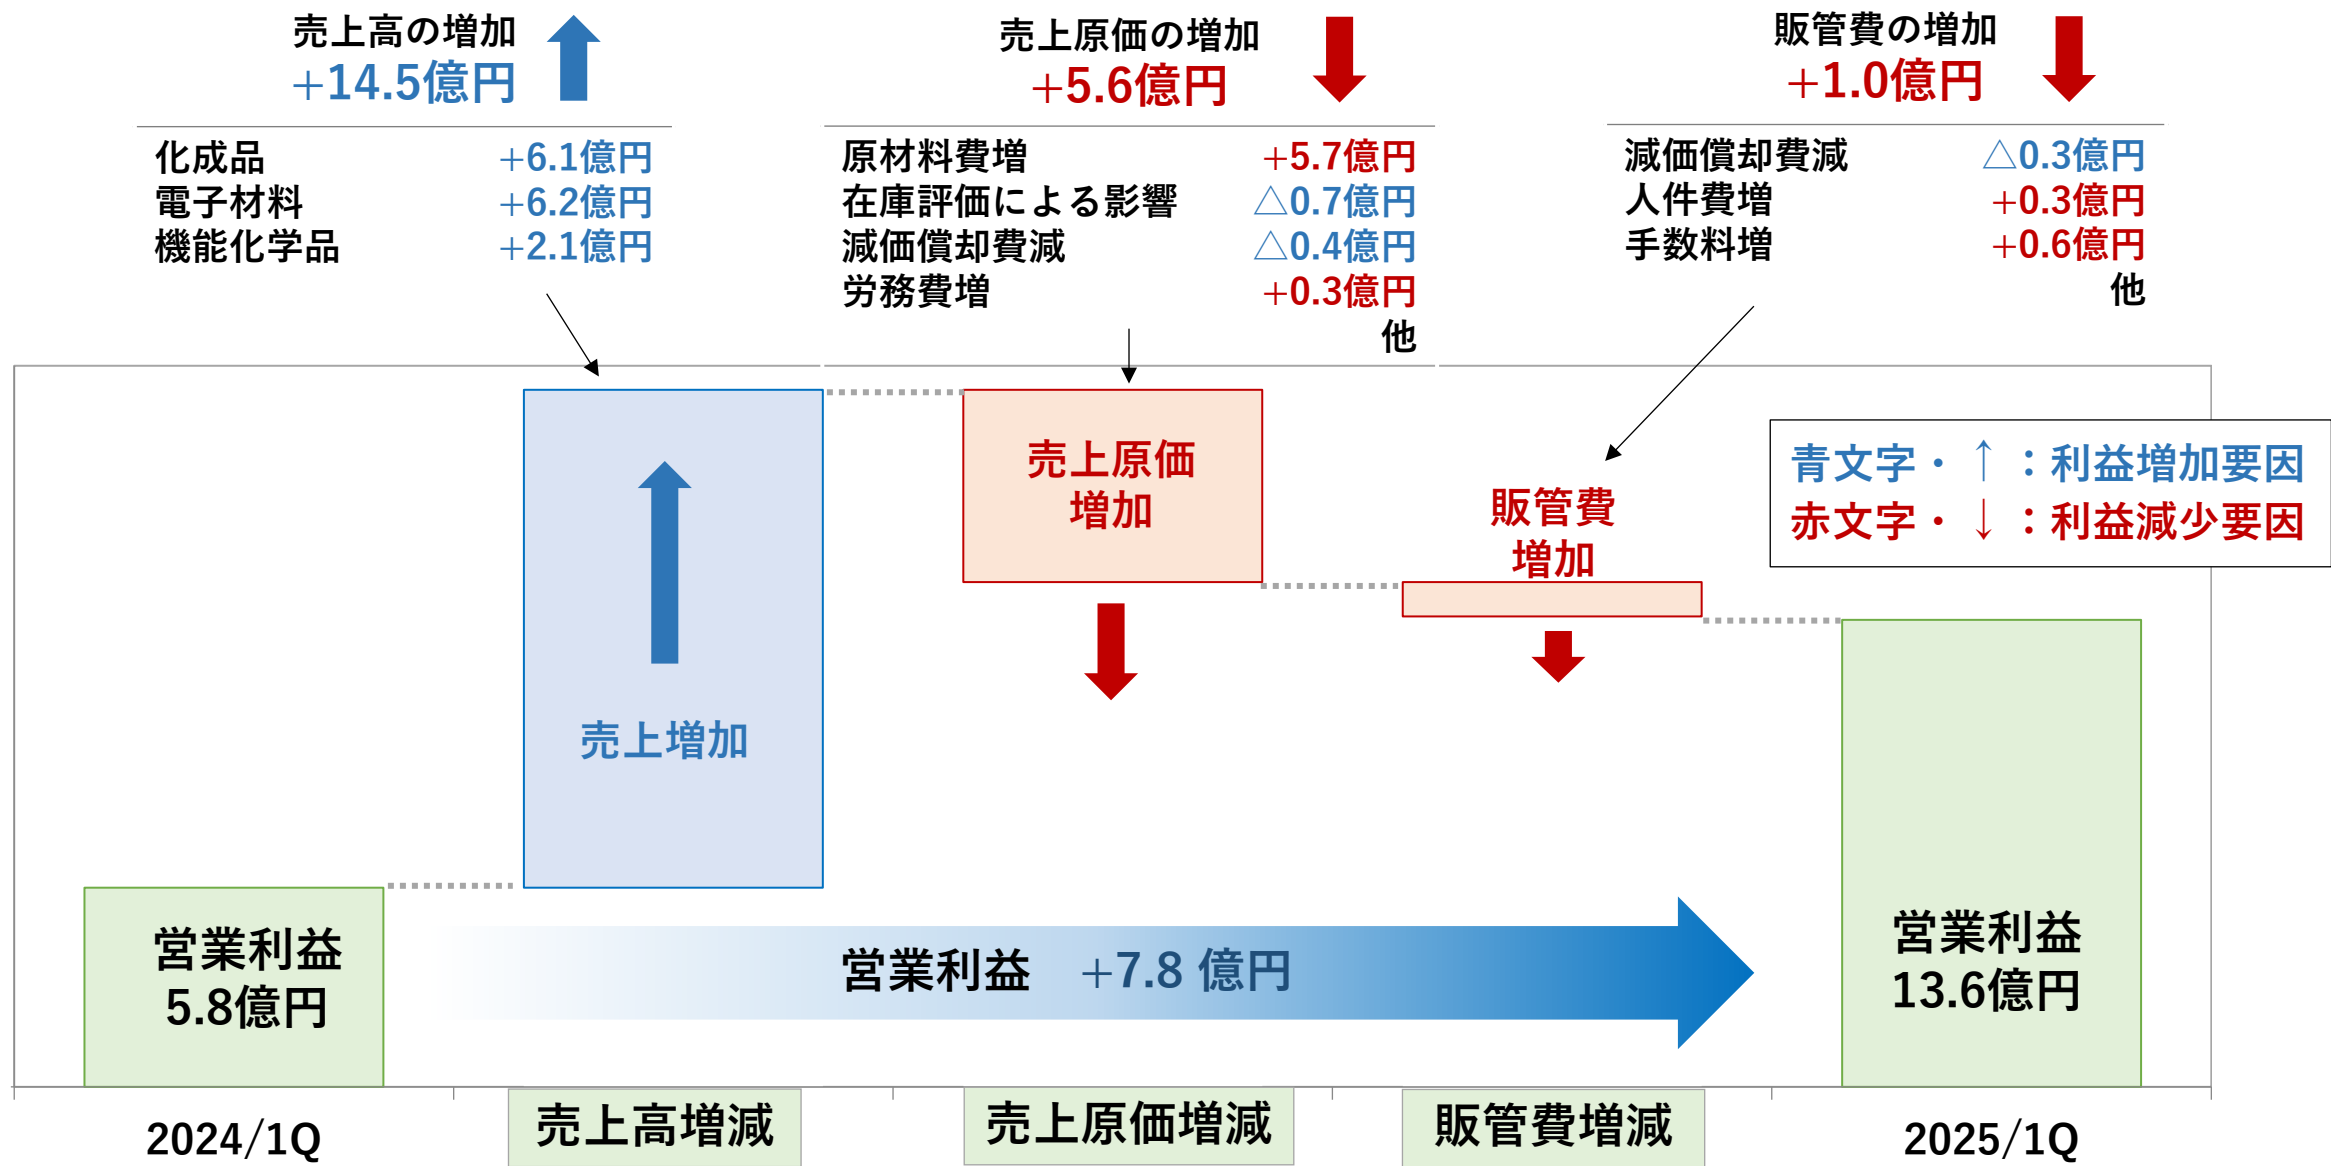 売上高の増加
+14.5億円
化成品 +6.1億円
電子材料 +6.2億円
機能化学品 +2.1億円
売上原価の増加
+5.6億円
原材料費増 +5.7億円
在庫評価による影響 △0.7億円
減価償却費減 △0.4億円
労務費増 +0.3億円
他
販管費の増加
+1.0億円
減価償却費減 △0.3億円
人件費増 +0.3億円
手数料増 +0.6億円
他
売上増加
売上原価
増加
販管費
増加
青文字・↑：利益増加要因
赤文字・↓：利益減少要因
営業利益
5.8億円
営業利益 +7.8 億円
営業利益
13.6億円
2024/1Q
売上高増減
売上原価増減
販管費増減
2025/1Q